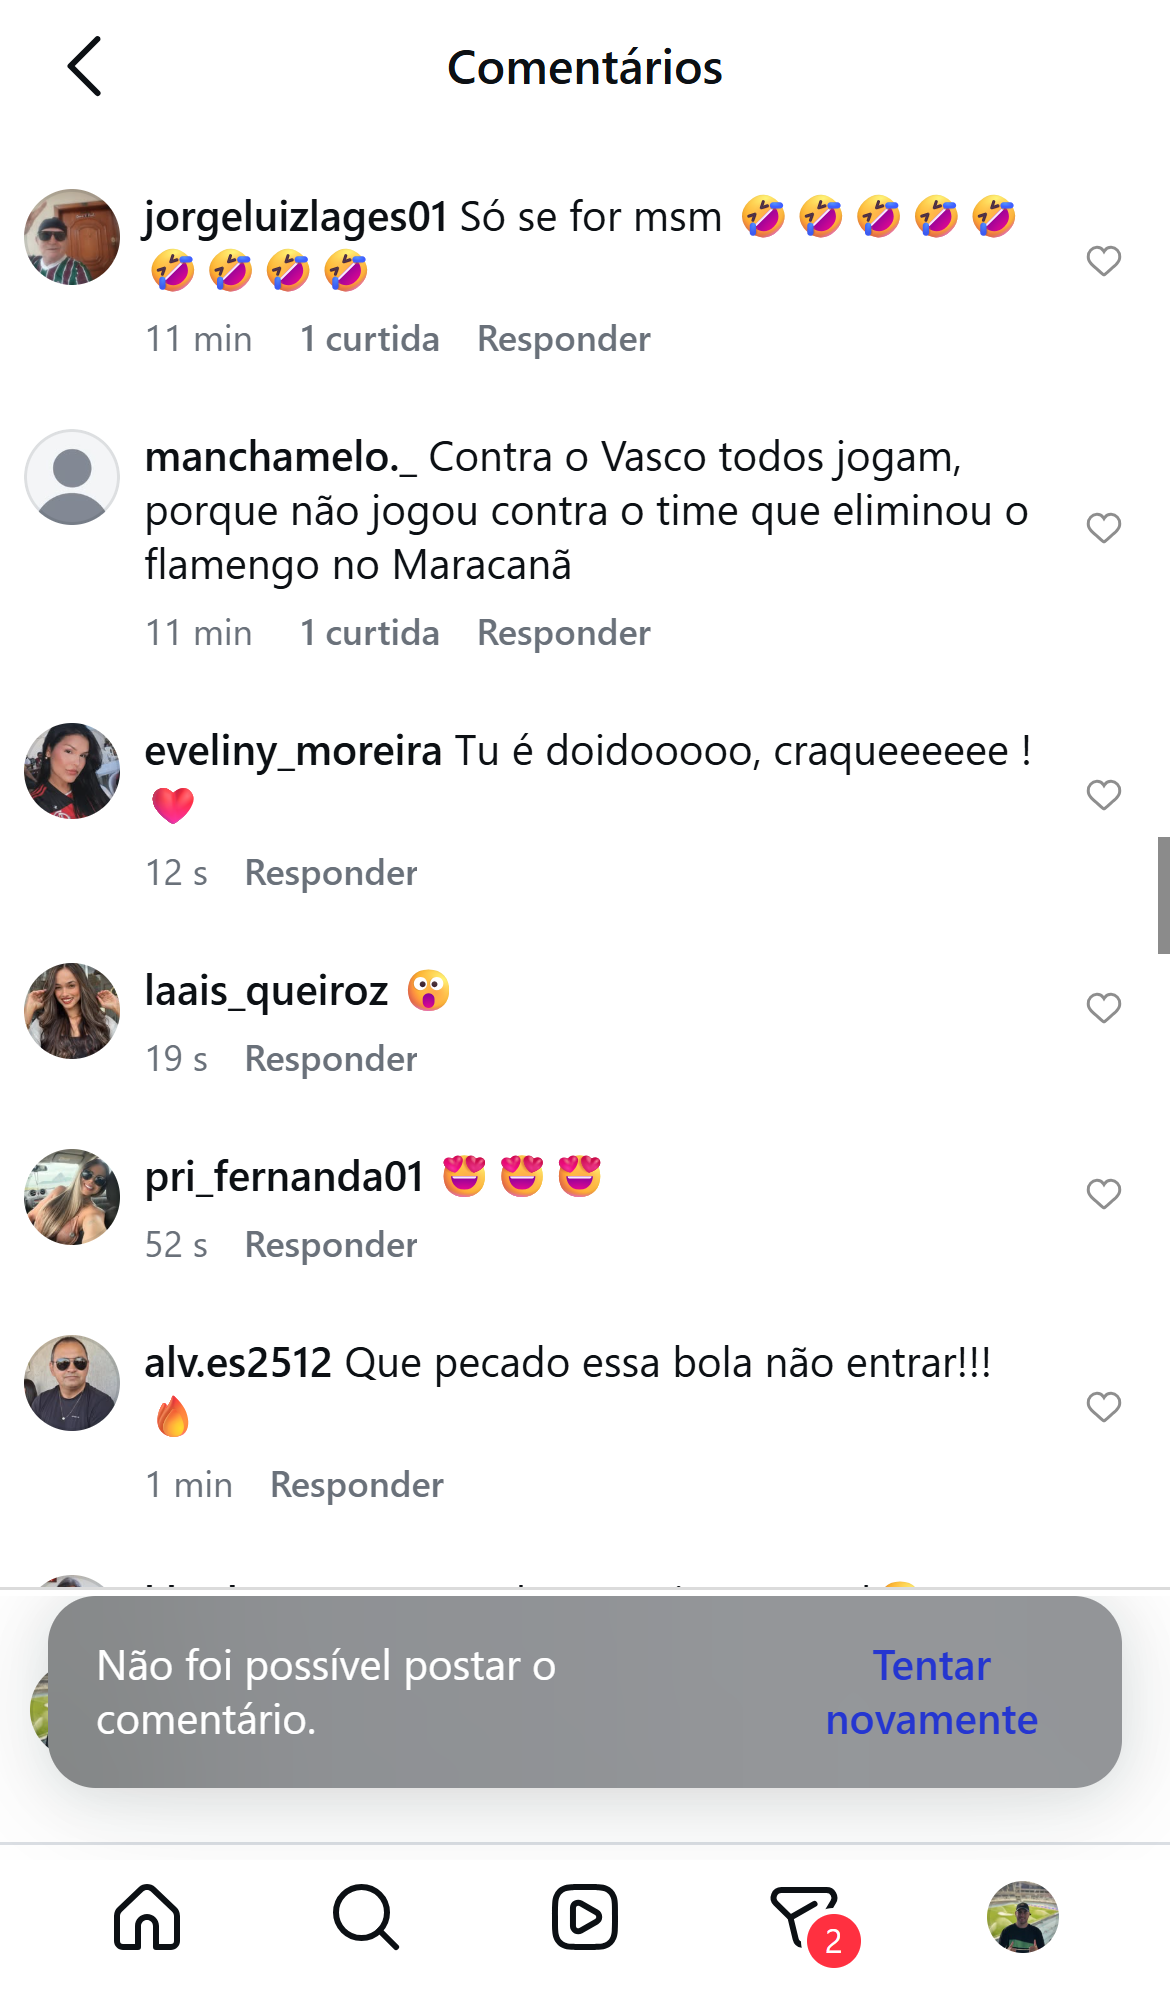 Comentários
jorgeluizlages01 Só se for msm 🤣🤣🤣🤣🤣
🤣🤣🤣🤣
11 min 1 curtida Responder
manchamelo._ Contra o Vasco todos jogam,
porque não jogou contra o time que eliminou o
flamengo no Maracanã
11 min 1 curtida Responder
eveliny_moreira Tu é doidooooo, craqueeeeee !
❤️
12 s Responder
laais_queiroz 😲
19 s Responder
pri_fernanda01 😍😍😍
52 s Responder
alv.es2512 Que pecado essa bola não entrar!!!
🔥
1 min Responder
Não foi possível postar o
comentário.
Tentar
novamente
2